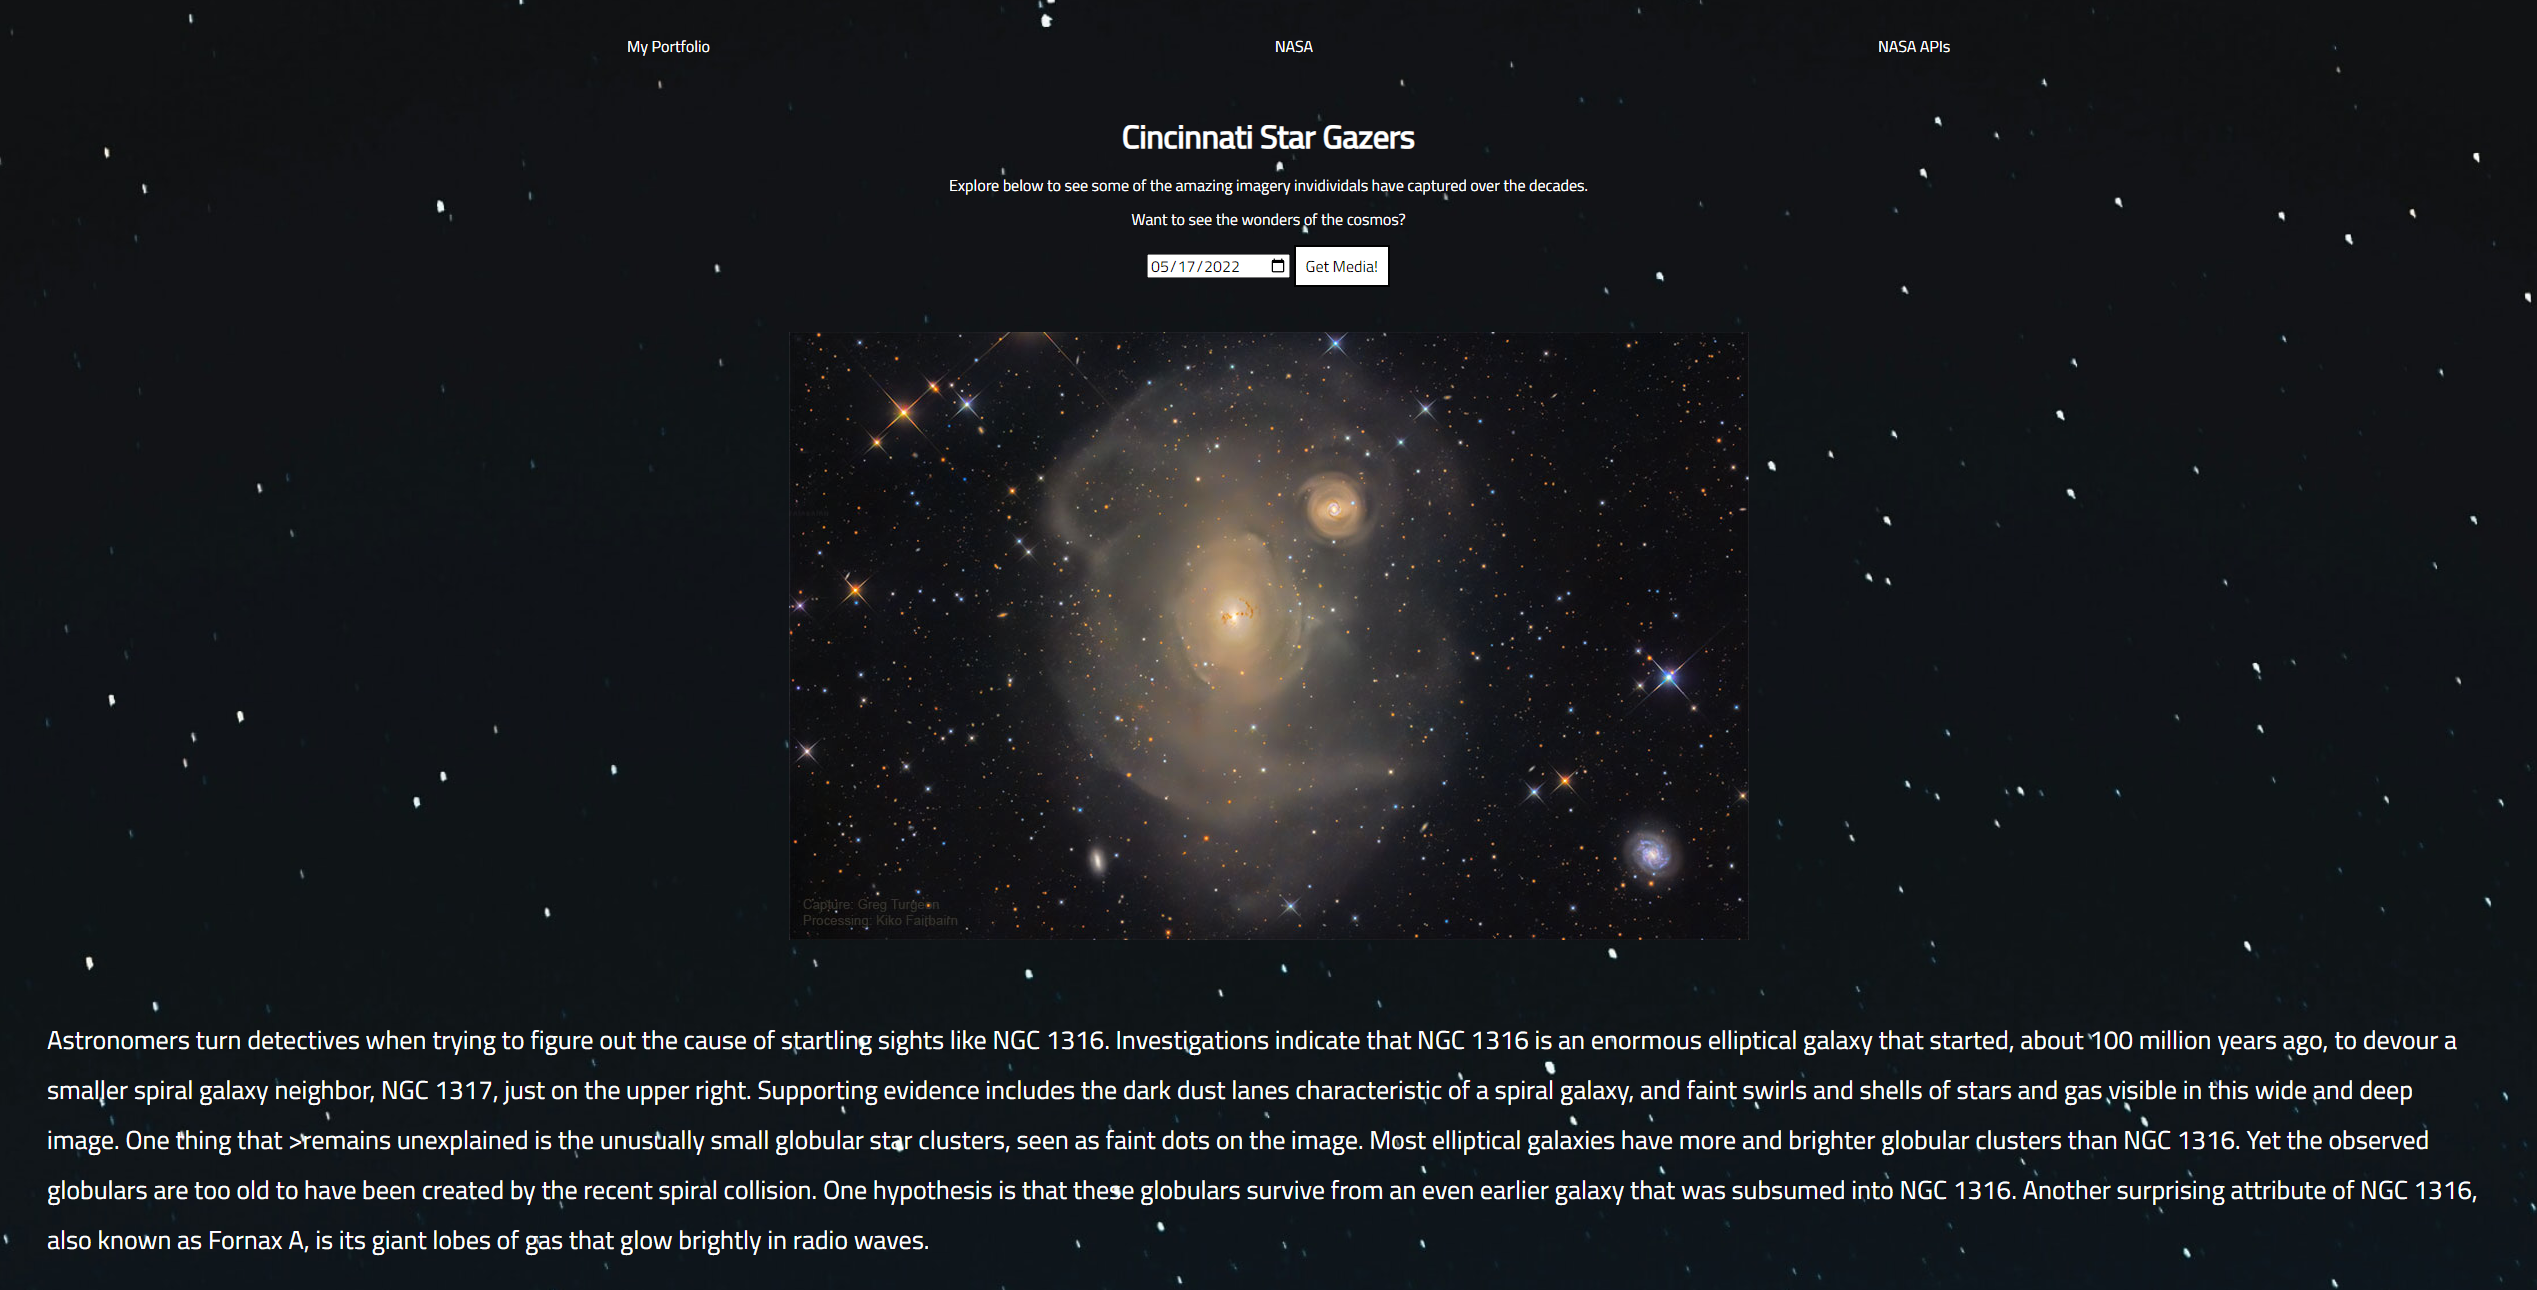 My Portfolio NASA NASA APIs
Cincinnati Star Gazers
Explore below to see some of the amazing imagery invidividals have captured over the decades.
Want to see the wonders of the cosmos?
05/17/2022 Get Media!
Capture: Greg Turgeon
Processing: Kiko Fairbairn
Astronomers turn detectives when trying to figure out the cause of startling sights like NGC 1316. Investigations indicate that NGC 1316 is an enormous elliptical galaxy that started, about 100 million years ago, to devour a
smaller spiral galaxy neighbor, NGC 1317, just on the upper right. Supporting evidence includes the dark dust lanes characteristic of a spiral galaxy, and faint swirls and shells of stars and gas visible in this wide and deep
image. One thing that >remains unexplained is the unusually small globular star clusters, seen as faint dots on the image. Most elliptical galaxies have more and brighter globular clusters than NGC 1316. Yet the observed
globulars are too old to have been created by the recent spiral collision. One hypothesis is that these globulars survive from an even earlier galaxy that was subsumed into NGC 1316. Another surprising attribute of NGC 1316,
also known as Fornax A, is its giant lobes of gas that glow brightly in radio waves.